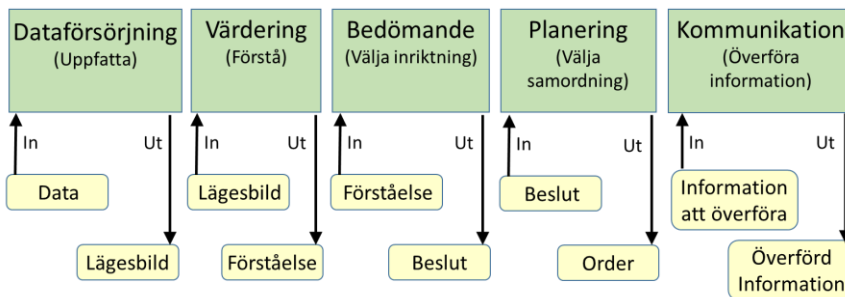 Dataförsörjning
(Uppfatta)
Värdering
(Förstå)
Bedömande
(Välja inriktning)
Planering
(Välja
samordning)
Kommunikation
(Överföra
information)
In
Ut
In
Ut
In
Ut
In
Ut
In
Ut
Data
Lägesbild
Förståelse
Beslut
Information
att överföra
Lägesbild
Förståelse
Beslut
Order
Överförd
Information